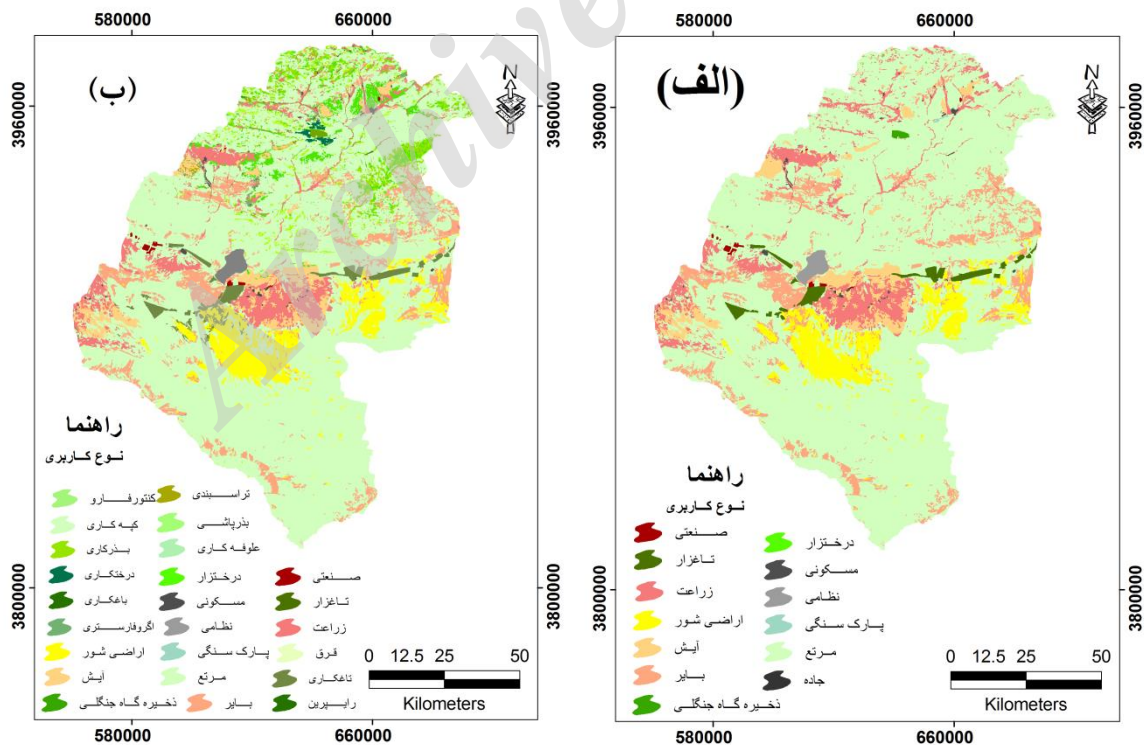 580000 660000
580000 660000
(ب)
(الف)
N
N
3960000
3960000
3960000
3800000
3800000
3800000
Archive
راهنما
نوع کاربری
کنتورفارو
تراسبندی
کپه کاری
بذرپاشی
بذرکاری
علوفه کاری
درختکاری
درختزار
صنعتی
باغکاری
مسکونی
تاغزار
اگروفارستری
نظامی
زراعت
اراضی شور
پارک سنگی
قرق
آیش
مرتع
تاغکاری
ذخیره گاه جنگلی
بایر
رایپرین
0 12.5 25 50
Kilometers
580000 660000
راهنما
نوع کاربری
صنعتی
درختزار
تاغزار
مسکونی
زراعت
نظامی
اراضی شور
پارک سنگی
آیش
مرتع
بایر
جاده
ذخیره گاه جنگلی
0 12.5 25 50
Kilometers
580000 660000